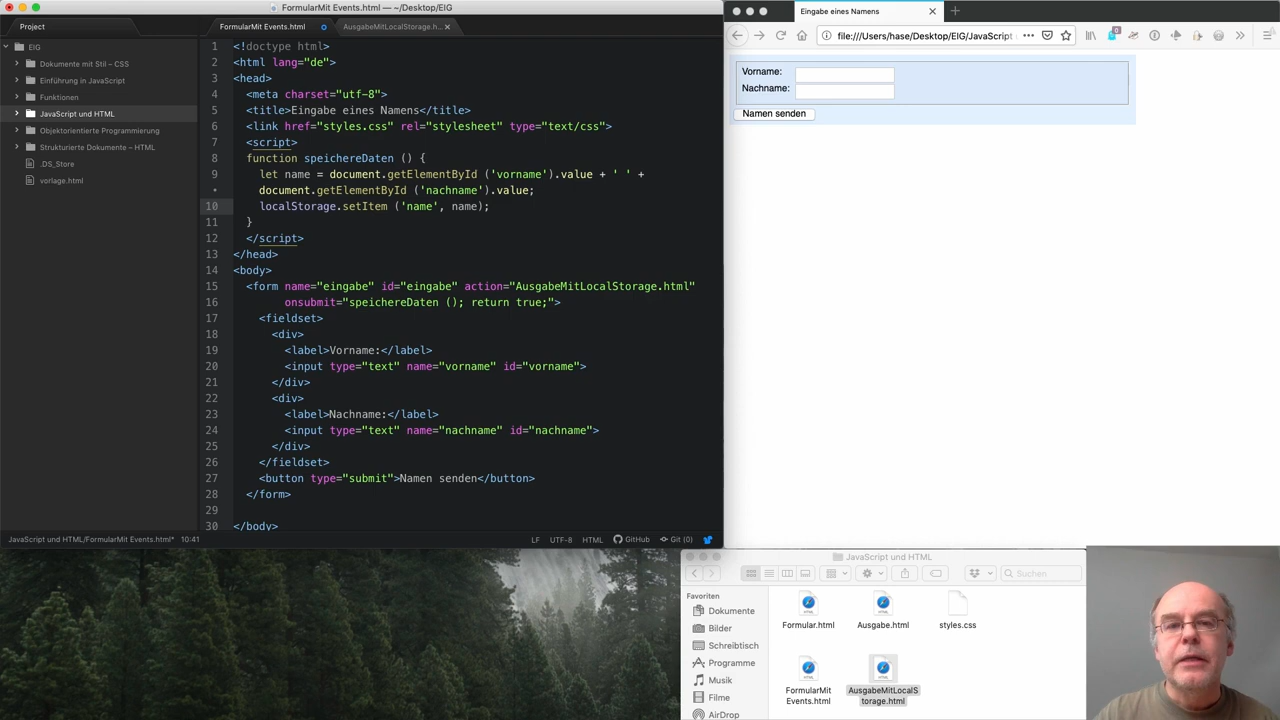 FormularMit Events.html — ~/Desktop/EIG
Project
FormularMit Events.html
AusgabeMitLocalStorage.h...
EIG
Dokumente mit Stil – CSS
Einführung in JavaScript
Funktionen
JavaScript und HTML
Objektorientierte Programmierung
Strukturierte Dokumente – HTML
.DS_Store
vorlage.html
1 <!doctype html>
2 <html lang="de">
3 <head>
4 <meta charset="utf-8">
5 <title>Eingabe eines Namens</title>
6 <link href="styles.css" rel="stylesheet" type="text/css">
7 <script>
8 function speichereDaten () {
9 let name = document.getElementById ('vorname').value + ' ' +
• document.getElementById ('nachname').value;
10 localStorage.setItem ('name', name);
11 }
12 </script>
13 </head>
14 <body>
15 <form name="eingabe" id="eingabe" action="AusgabeMitLocalStorage.html"
16 onsubmit="speichereDaten (); return true;">
17 <fieldset>
18 <div>
19 <label>Vorname:</label>
20 <input type="text" name="vorname" id="vorname">
21 </div>
22 <div>
23 <label>Nachname:</label>
24 <input type="text" name="nachname" id="nachname">
25 </div>
26 </fieldset>
27 <button type="submit">Namen senden</button>
28 </form>
29
30 </body>
JavaScript und HTML/FormularMit Events.html* 10:41
LF UTF-8 HTML GitHub Git (0)
Eingabe eines Namens
file:///Users/hase/Desktop/EIG/JavaScript
Vorname:
Nachname:
Namen senden
JavaScript und HTML
Suchen
Favoriten
Dokumente
Bilder
Schreibtisch
Programme
Musik
Filme
AirDrop
Formular.html
Ausgabe.html
styles.css
FormularMit
Events.html
AusgabeMitLocalS
torage.html